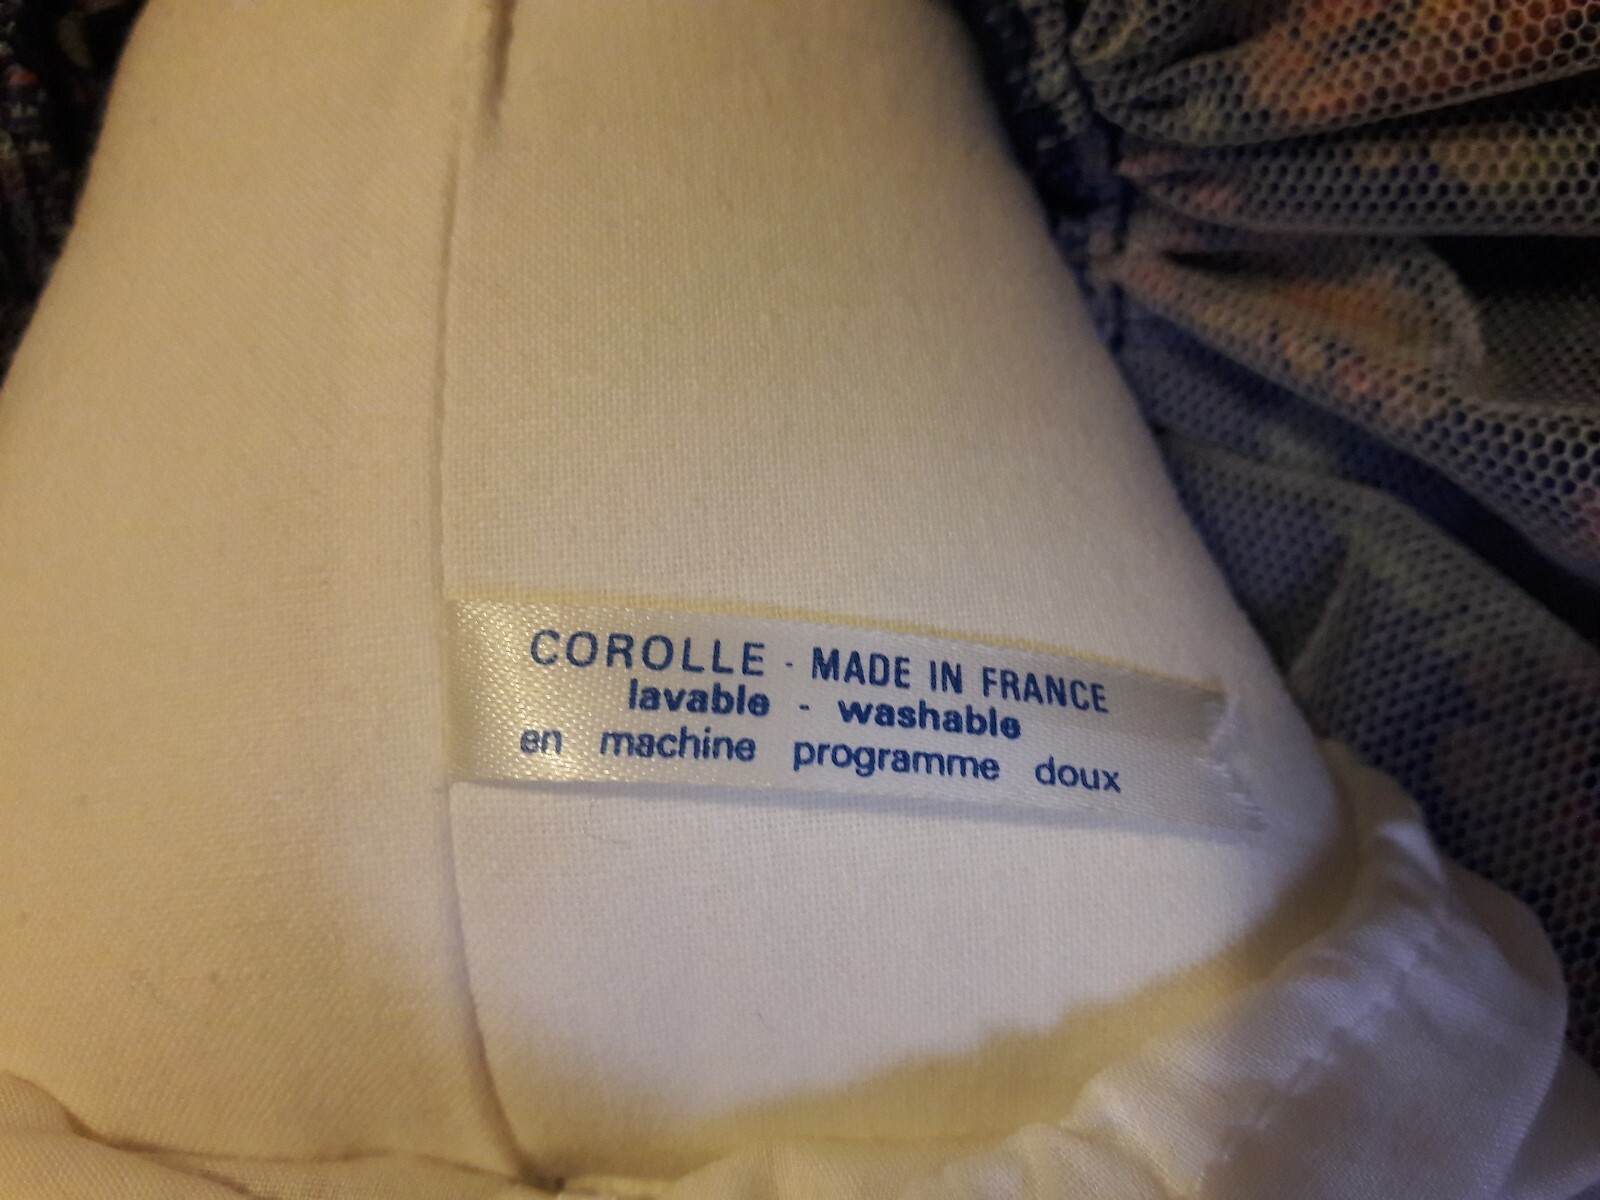 COROLLE - MADE IN FRANCE
lavable - washable
en machine programme doux